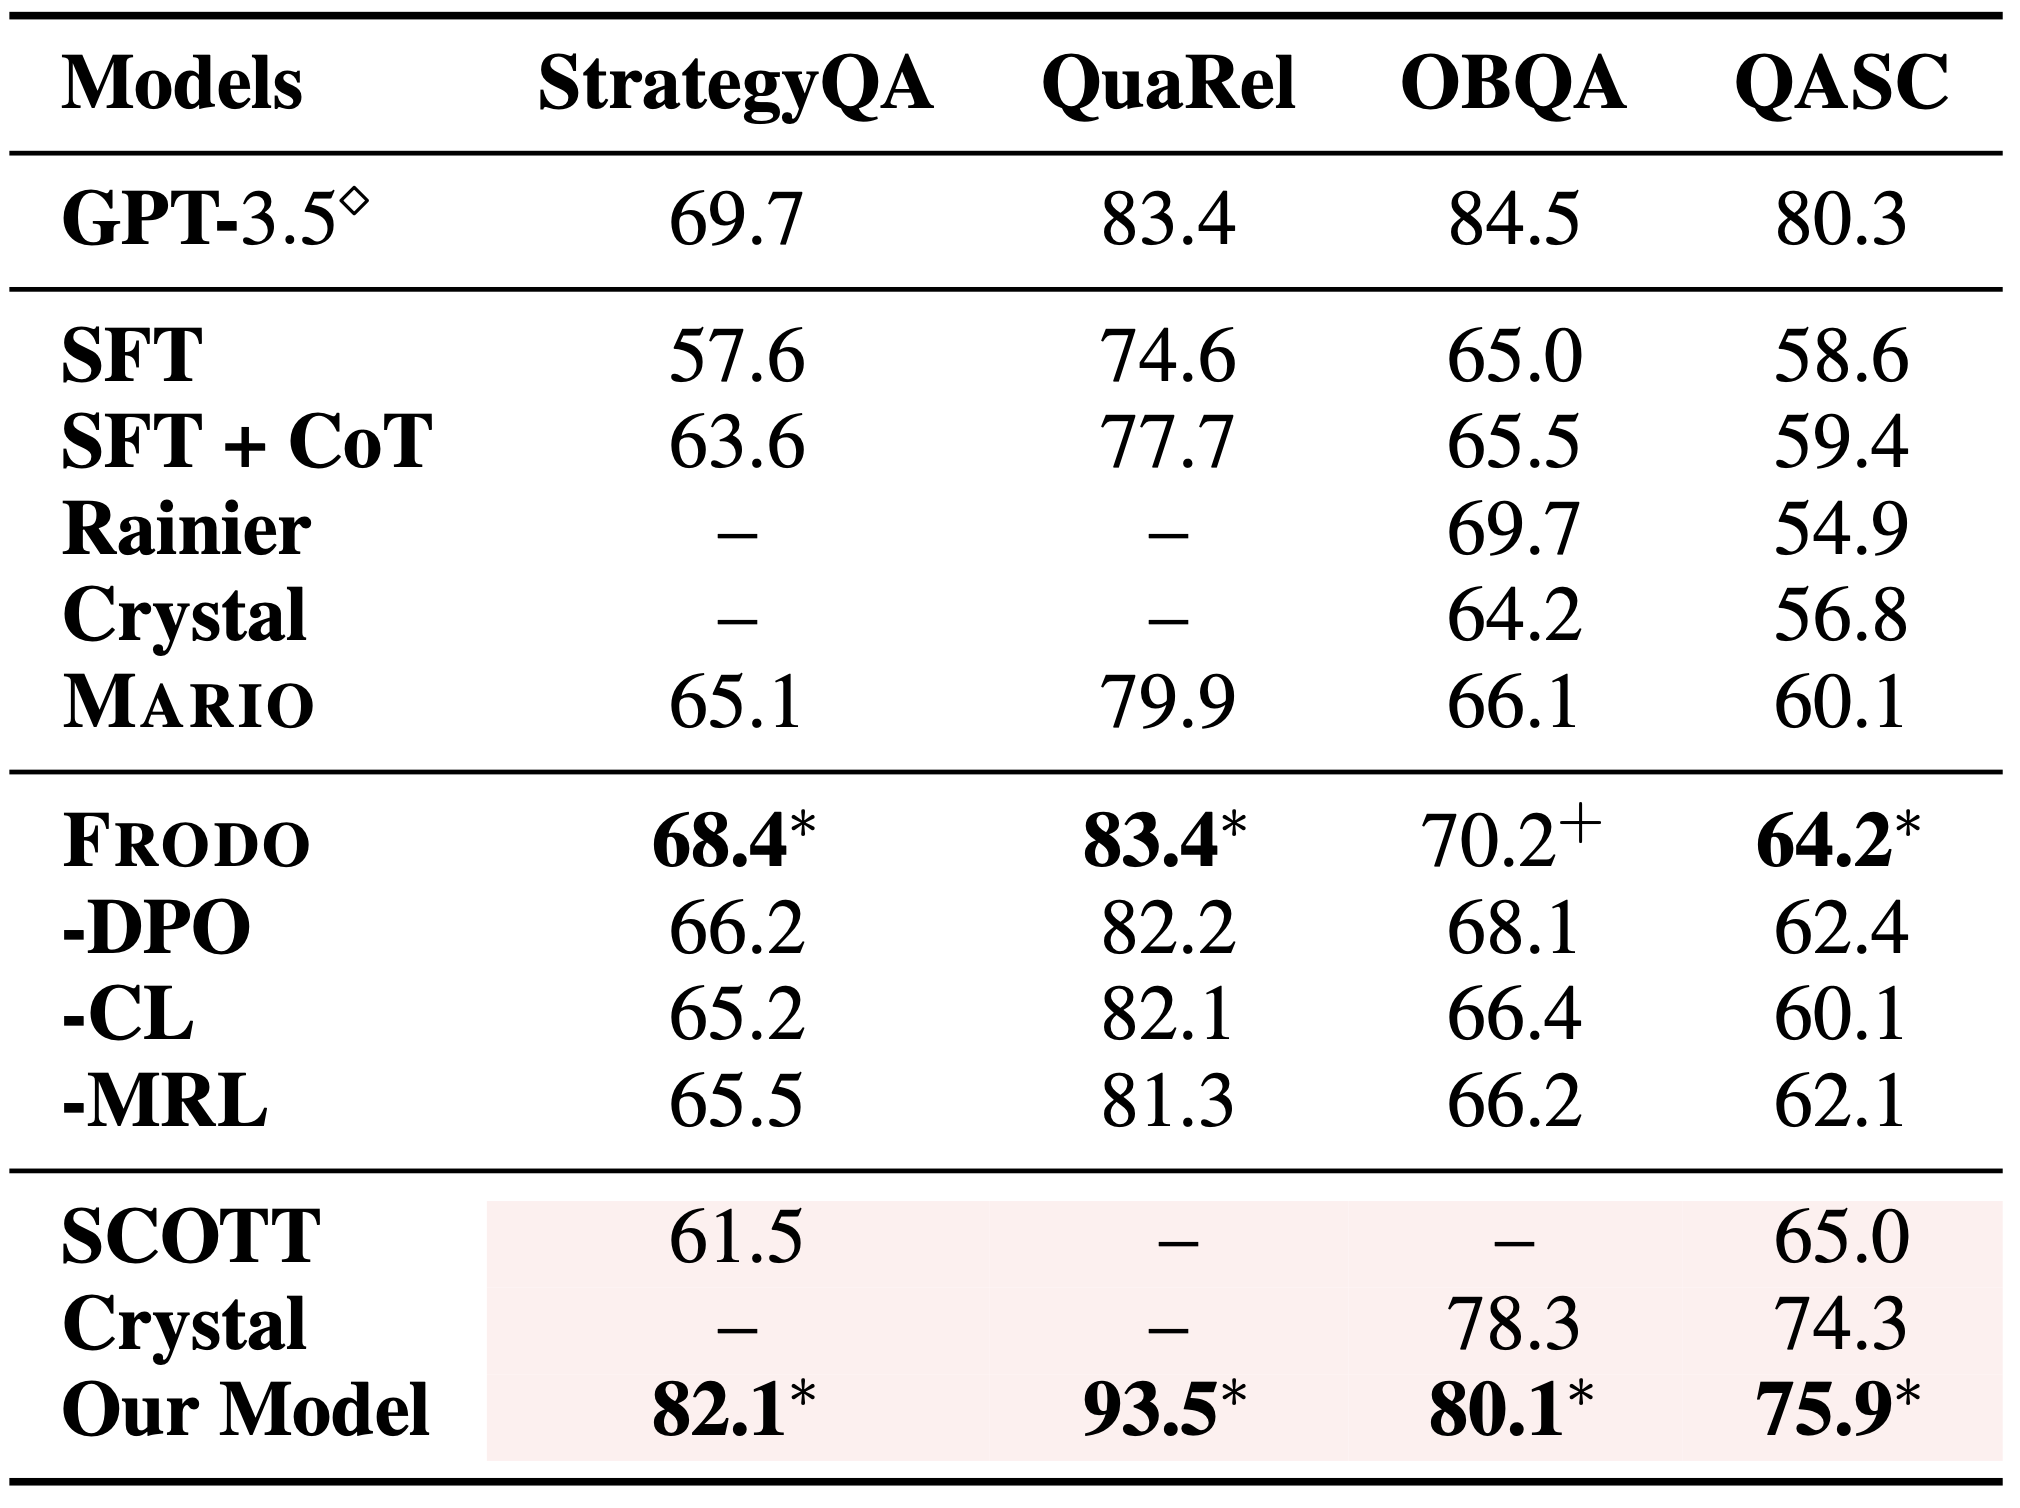 Models StrategyQA QuaRel OBQA QASC
GPT-3.5◇ 69.7 83.4 84.5 80.3
SFT 57.6 74.6 65.0 58.6
SFT + CoT 63.6 77.7 65.5 59.4
Rainier – – 69.7 54.9
Crystal – – 64.2 56.8
MARIO 65.1 79.9 66.1 60.1
FRODO 68.4* 83.4* 70.2+ 64.2*
-DPO 66.2 82.2 68.1 62.4
-CL 65.2 82.1 66.4 60.1
-MRL 65.5 81.3 66.2 62.1
SCOTT 61.5 – – 65.0
Crystal – – 78.3 74.3
Our Model 82.1* 93.5* 80.1* 75.9*